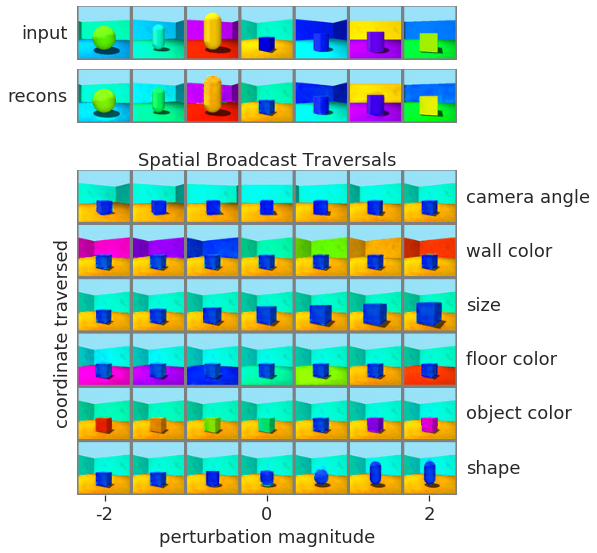 input
recons
Spatial Broadcast Traversals
coordinate traversed
camera angle
wall color
size
floor color
object color
shape
-2 0 2
perturbation magnitude